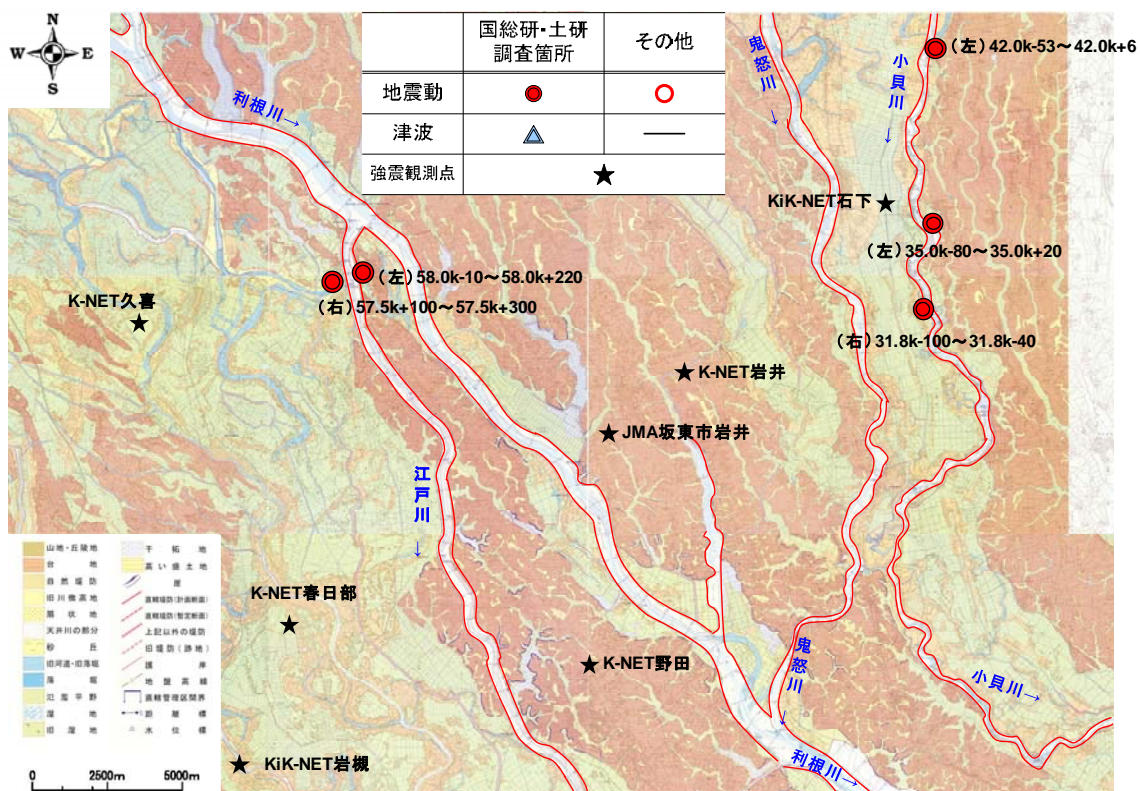 N
W
E
S
国総研・土研
調査箇所
その他
地震動
津波
強震観測点
利根川→
鬼怒川
→
小貝川
→
(左)42.0k-53～42.0k+6
KiK-NET石下
(左)35.0k-80～35.0k+20
(右)31.8k-100～31.8k-40
(左)58.0k-10～58.0k+220
(右)57.5k+100～57.5k+300
K-NET久喜
K-NET岩井
JMA坂東市岩井
江戸川
→
K-NET春日部
K-NET野田
KiK-NET岩槻
鬼怒川
→
小貝川→
利根川→
山地・丘陵地
台地
自然堤防
旧川微高地
扇状地
天井川の部分
砂丘
旧河道・旧落堀
落堀
氾濫平野
湿地
旧湿地
干拓地
高い盛土地
崖
直轄堤防(計画断面)
直轄堤防(暫定断面)
上記以外の堤防
旧堤防(跡地)
護岸
地盤高線
直轄管理区間界
距離標
水位標
0
2500m
5000m